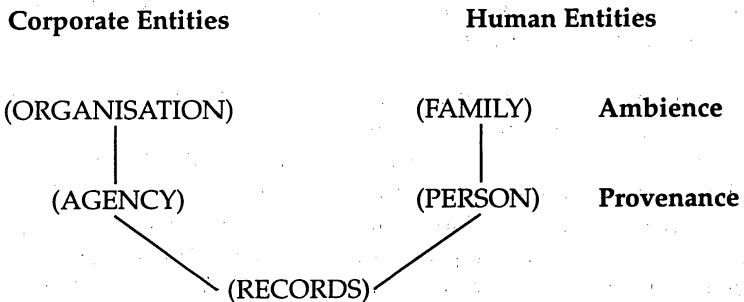 Corporate Entities Human Entities
(ORGANISATION) (FAMILY) Ambience
(AGENCY) (PERSON) Provenance
(RECORDS)